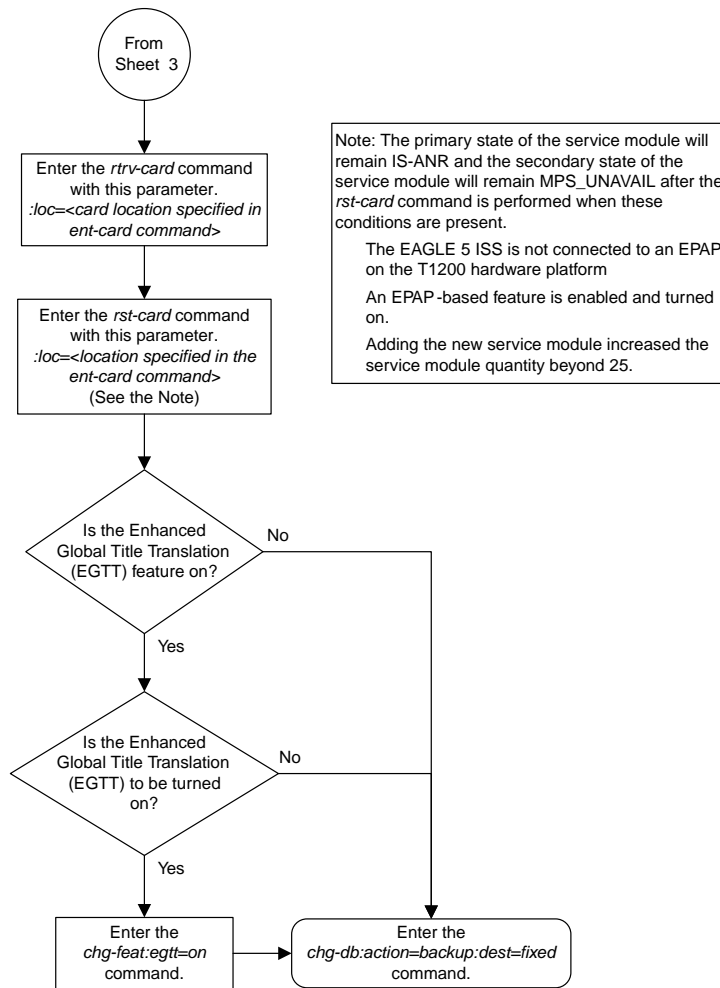 From
Sheet 3
Enter the rtrv-card command
with this parameter.
:loc=<card location specified in
ent-card command>
Enter the rst-card command
with this parameter.
:loc=<location specified in the
ent-card command>
(See the Note)
Note: The primary state of the service module will
remain IS-ANR and the secondary state of the
service module will remain MPS_UNAVAIL after the
rst-card command is performed when these
conditions are present.
The EAGLE 5 ISS is not connected to an EPAP
on the T1200 hardware platform
An EPAP-based feature is enabled and turned
on.
Adding the new service module increased the
service module quantity beyond 25.
Is the Enhanced
Global Title Translation
(EGTT) feature on?
No
Yes
Is the Enhanced
Global Title Translation
(EGTT) to be turned
on?
No
Yes
Enter the
chg-feat:egtt=on
command.
Enter the
chg-db:action=backup:dest=fixed
command.